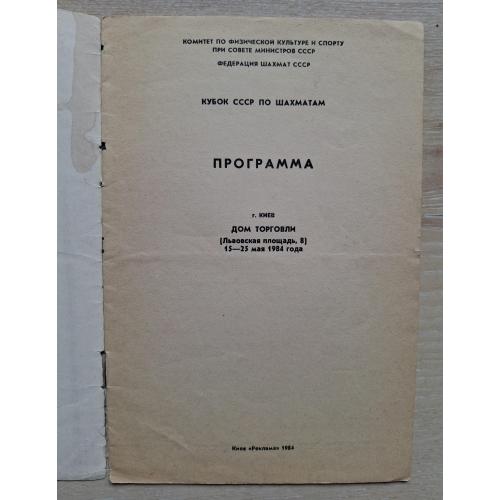 КОМИТЕТ ПО ФИЗИЧЕСКОЙ КУЛЬТУРЕ И СПОРТУ
ПРИ СОВЕТЕ МИНИСТРОВ СССР
ФЕДЕРАЦИЯ ШАХМАТ СССР
КУБОК СССР ПО ШАХМАТАМ
ПРОГРАММА
г. КИЕВ
ДОМ ТОРГОВЛИ
(Львовская площадь, 8)
15—25 мая 1984 года
Киев «Реклама» 1984